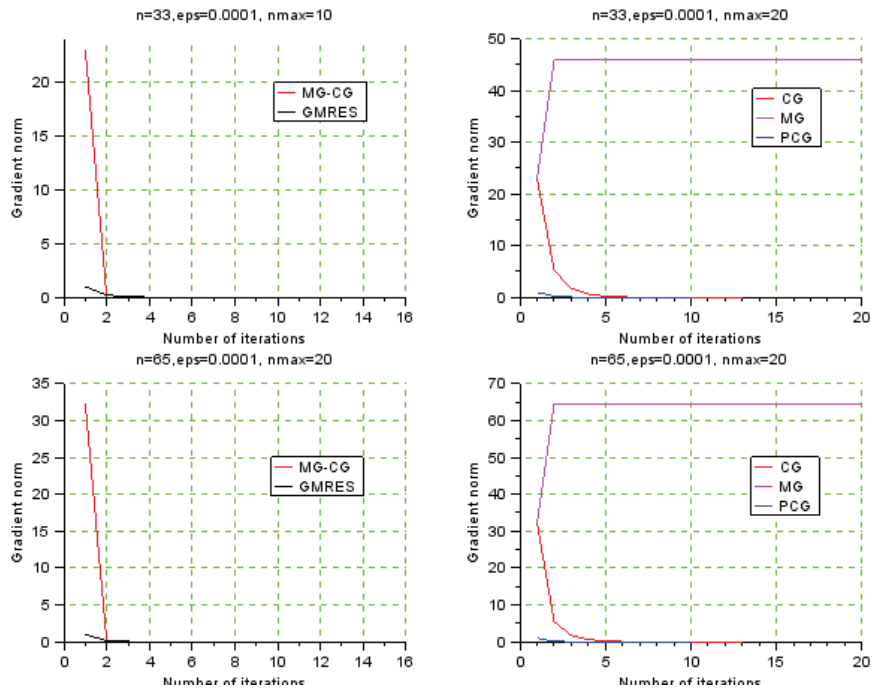 n=33,eps=0.0001, nmax=10
20
15
10
5
0
Gradient norm
MG-CG
GMRES
0 2 4 6 8 10 12 14 16
Number of iterations
n=33,eps=0.0001, nmax=20
50
40
30
20
10
0
Gradient norm
CG
MG
PCG
0 5 10 15 20
Number of iterations
n=65,eps=0.0001, nmax=20
35
30
25
20
15
10
5
0
Gradient norm
MG-CG
GMRES
0 2 4 6 8 10 12 14 16
Number of iterations
n=65,eps=0.0001, nmax=20
70
60
50
40
30
20
10
0
Gradient norm
CG
MG
PCG
0 5 10 15 20
Number of iterations